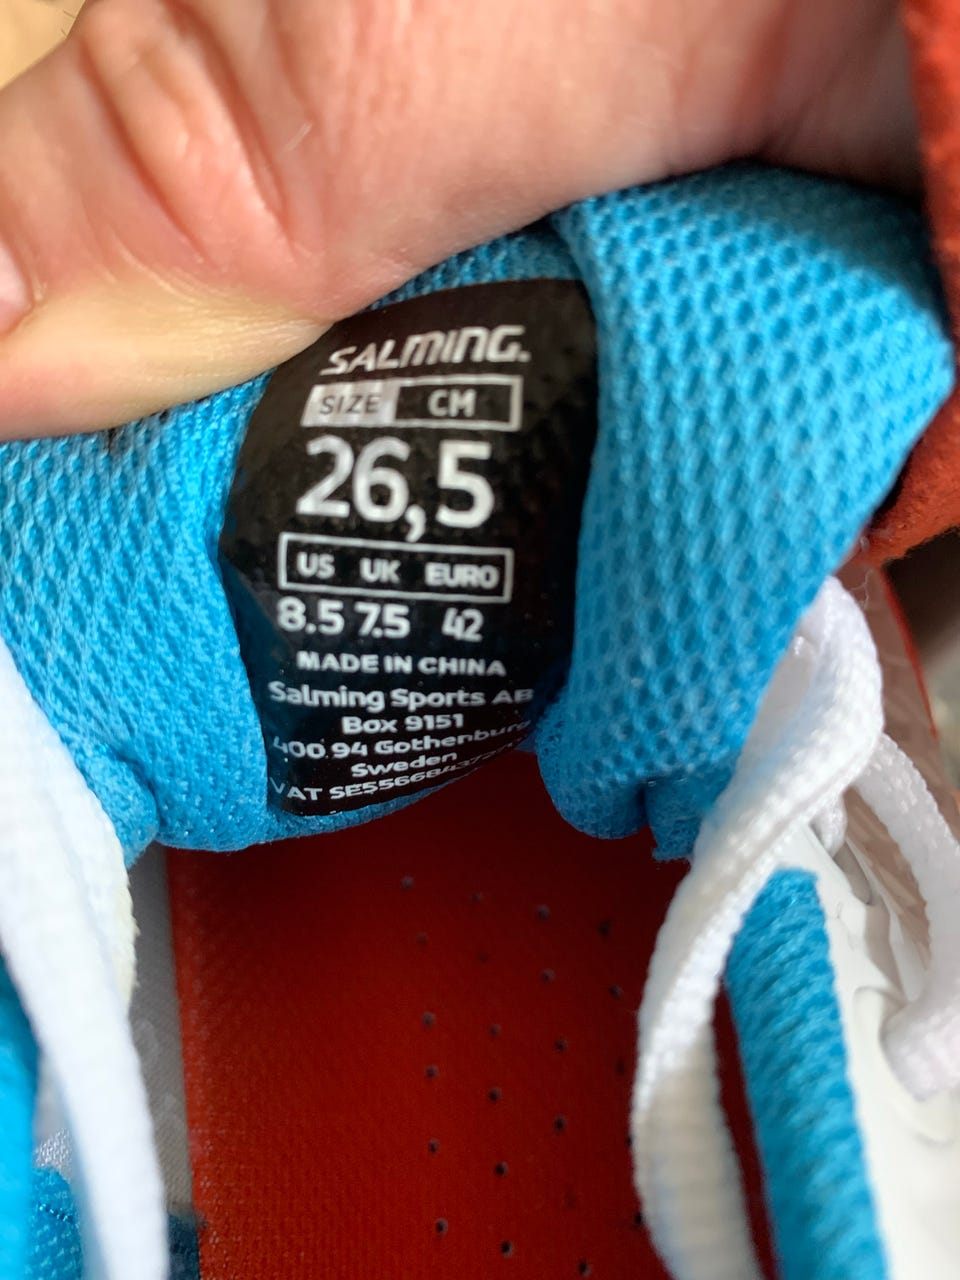 SALMING.
SIZE CM
26,5
US UK EURO
8.5 7.5 42
MADE IN CHINA
Salming Sports AB
Box 9151
400 94 Gothenburg
Sweden
VAT